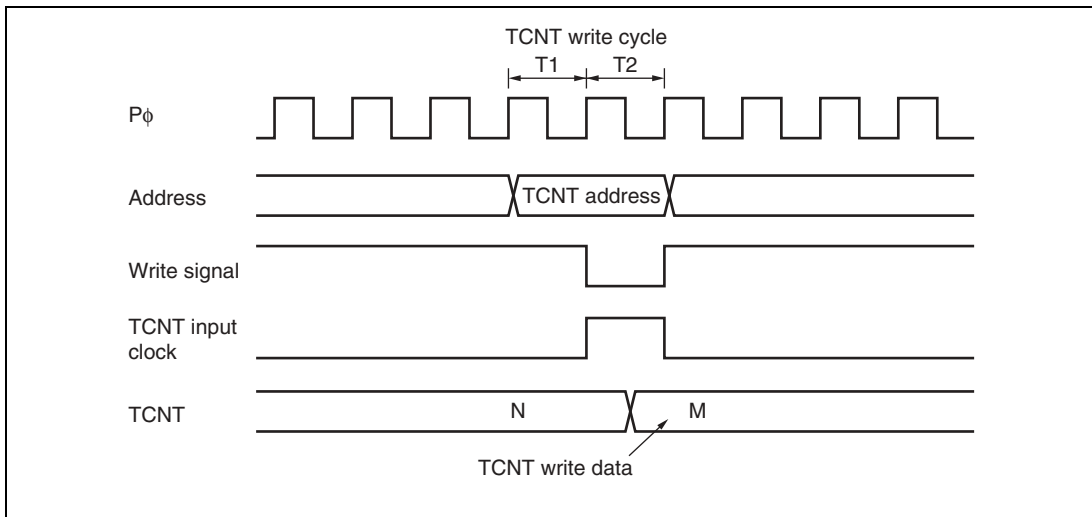 TCNT write cycle
T1 T2
Pϕ
Address
TCNT address
Write signal
TCNT input
clock
TCNT
N
M
TCNT write data